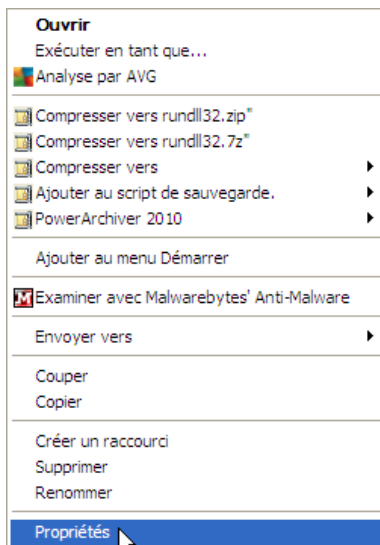 Ouvrir
Exécuter en tant que...
Analyse par AVG
Compresser vers rundll32.zip"
Compresser vers rundll32.7z"
Compresser vers
Ajouter au script de sauvegarde.
PowerArchiver 2010
Ajouter au menu Démarrer
Examiner avec Malwarebytes' Anti-Malware
Envoyer vers
Couper
Copier
Créer un raccourci
Supprimer
Renommer
Propriétés